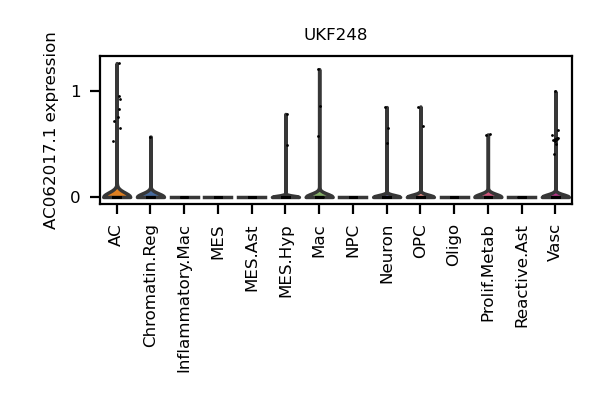 UKF248
AC062017.1 expression
1
0
AC
Chromatin.Reg
Inflammatory.Mac
MES
MES.Ast
MES.Hyp
Mac
NPC
Neuron
OPC
Oligo
Prolif.Metab
Reactive.Ast
Vasc